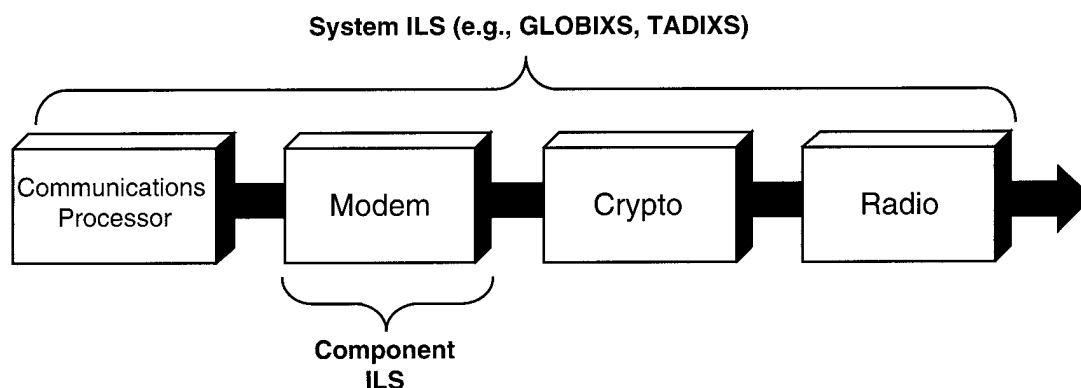 System ILS (e.g., GLOBIXS, TADIXS)
Communications
Processor
Modem
Crypto
Radio
Component
ILS